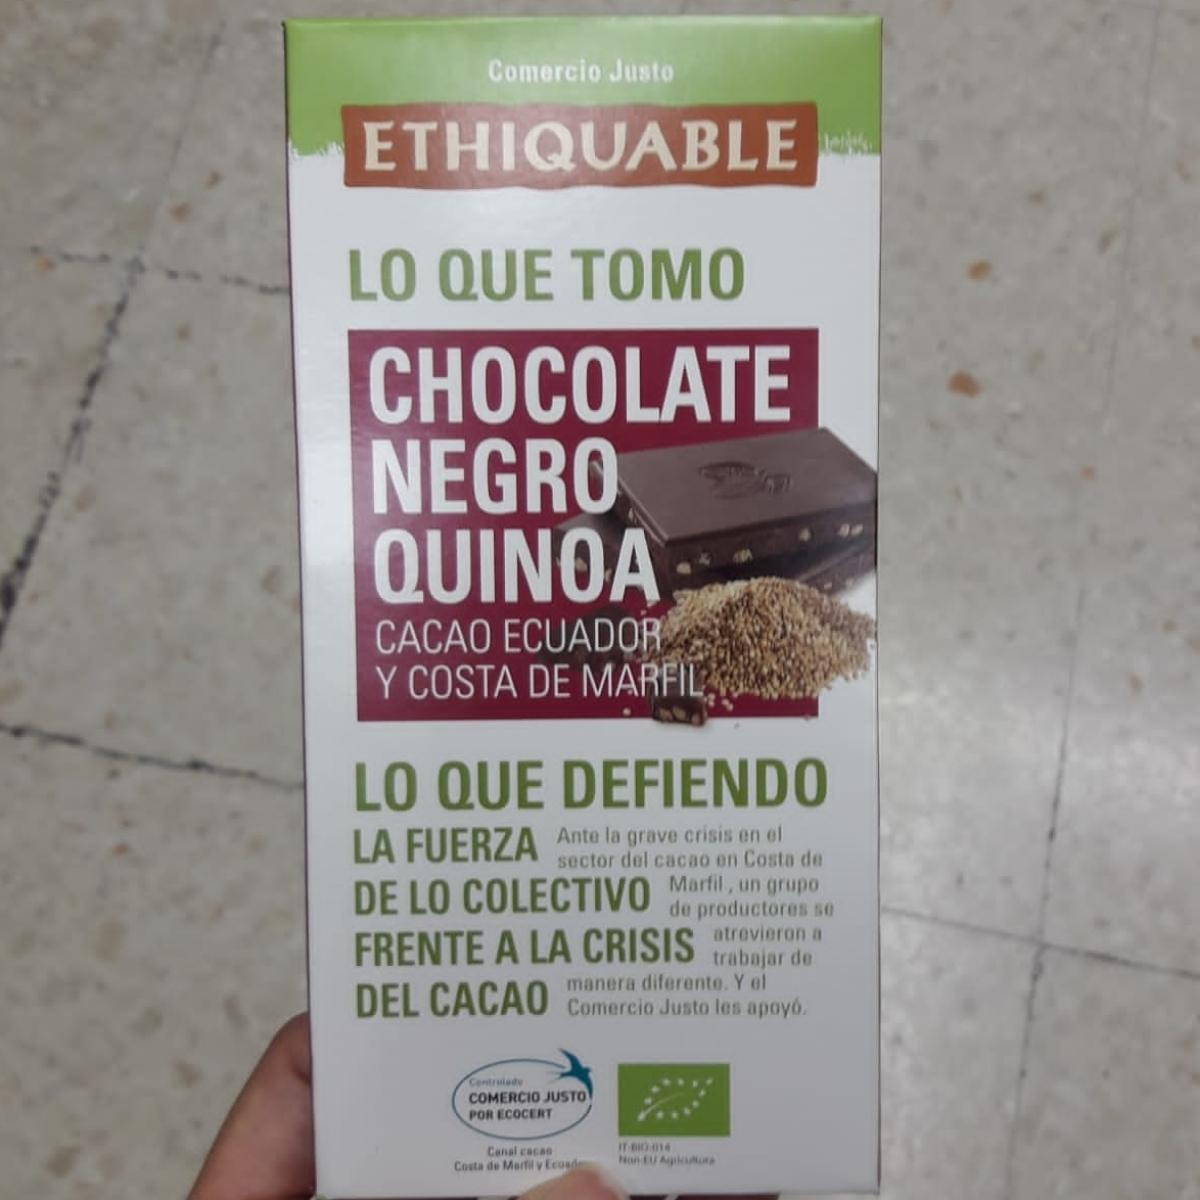 Comercio Justo
ETHIQUABLE
LO QUE TOMO
CHOCOLATE
NEGRO
QUINOA
CACAO ECUADOR
Y COSTA DE MARFIL
LO QUE DEFIENDO
LA FUERZA
DE LO COLECTIVO
FRENTE A LA CRISIS
DEL CACAO
Ante la grave crisis en el
sector del cacao en Costa de
Marfil, un grupo
de productores se
atrevieron a
trabajar de
manera diferente. Y el
Comercio Justo les apoyó.
Controlado
COMERCIO JUSTO
POR ECOCERT
Canal cacao
Costa de Marfil y
IT-BIO-014
Non-EU Agricultura